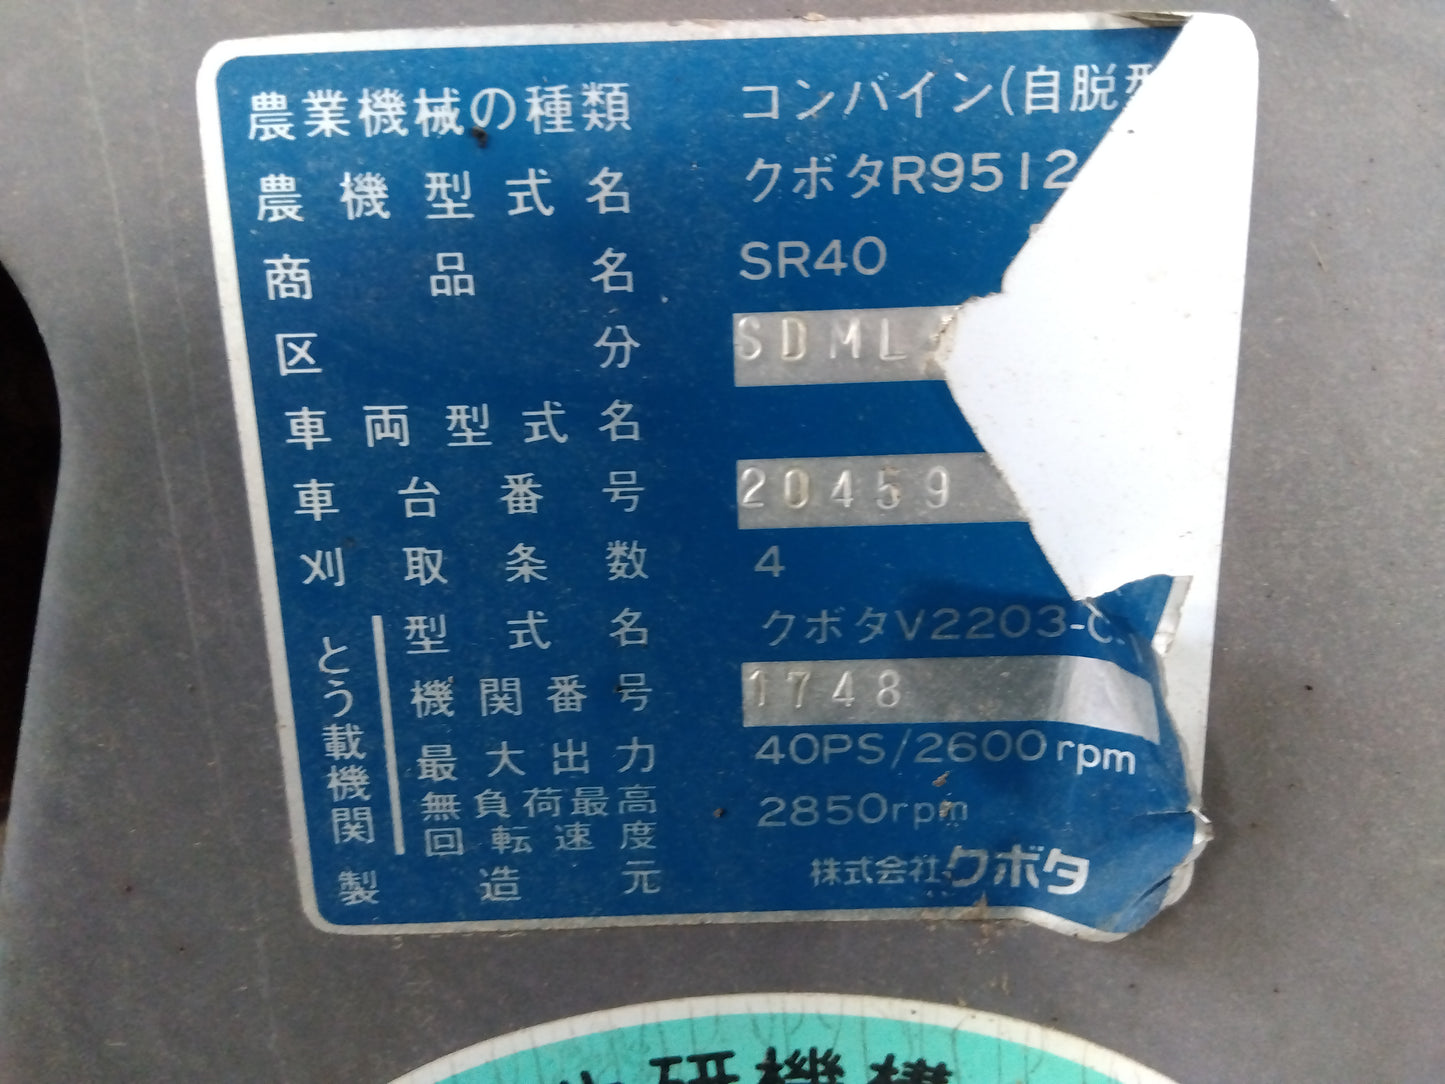 農業機械の種類 コンバイン(自脱型
農機型式名 クボタR9512
商品名 SR40
区分 SDML
車両型式名
車台番号 20459
刈取条数 4
とう載機関
型式名 クボタV2203-C
機関番号 1748
最大出力 40PS/2600rpm
無負荷最高回転速度 2850rpm
製造元 株式会社クボタ
研機構